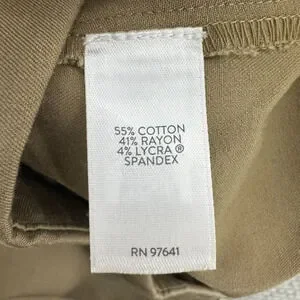 55% COTTON
41% RAYON
4% LYCRA ®
SPANDEX
RN 97641